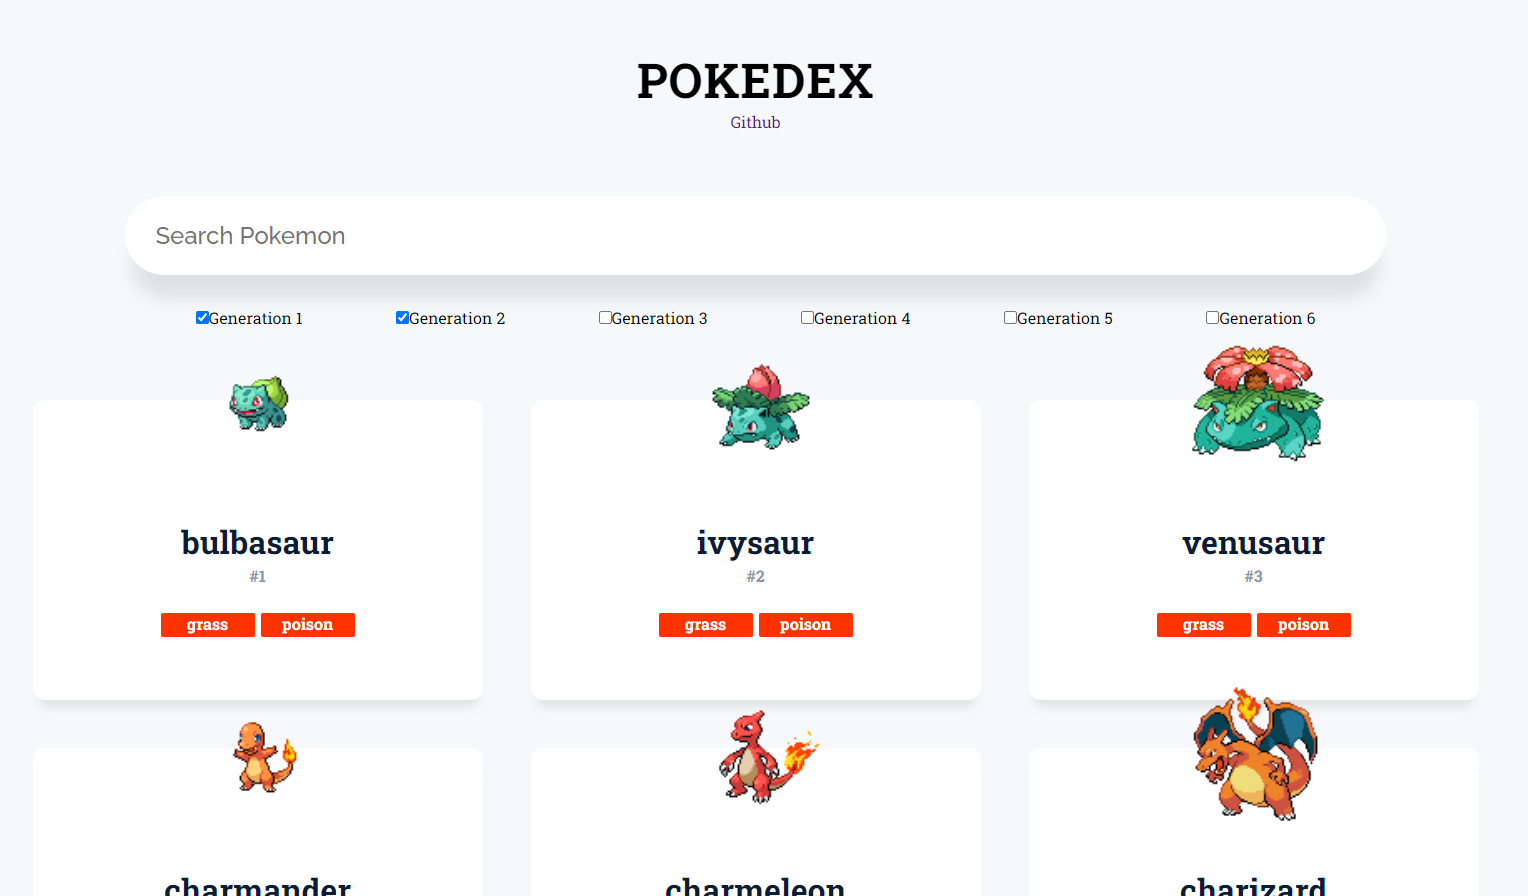 POKEDEX
Github
Search Pokemon
Generation 1 Generation 2 Generation 3 Generation 4 Generation 5 Generation 6
bulbasaur ivysaur venusaur
#1 #2 #3
grass poison grass poison grass poison
charmander charmeleon charizard